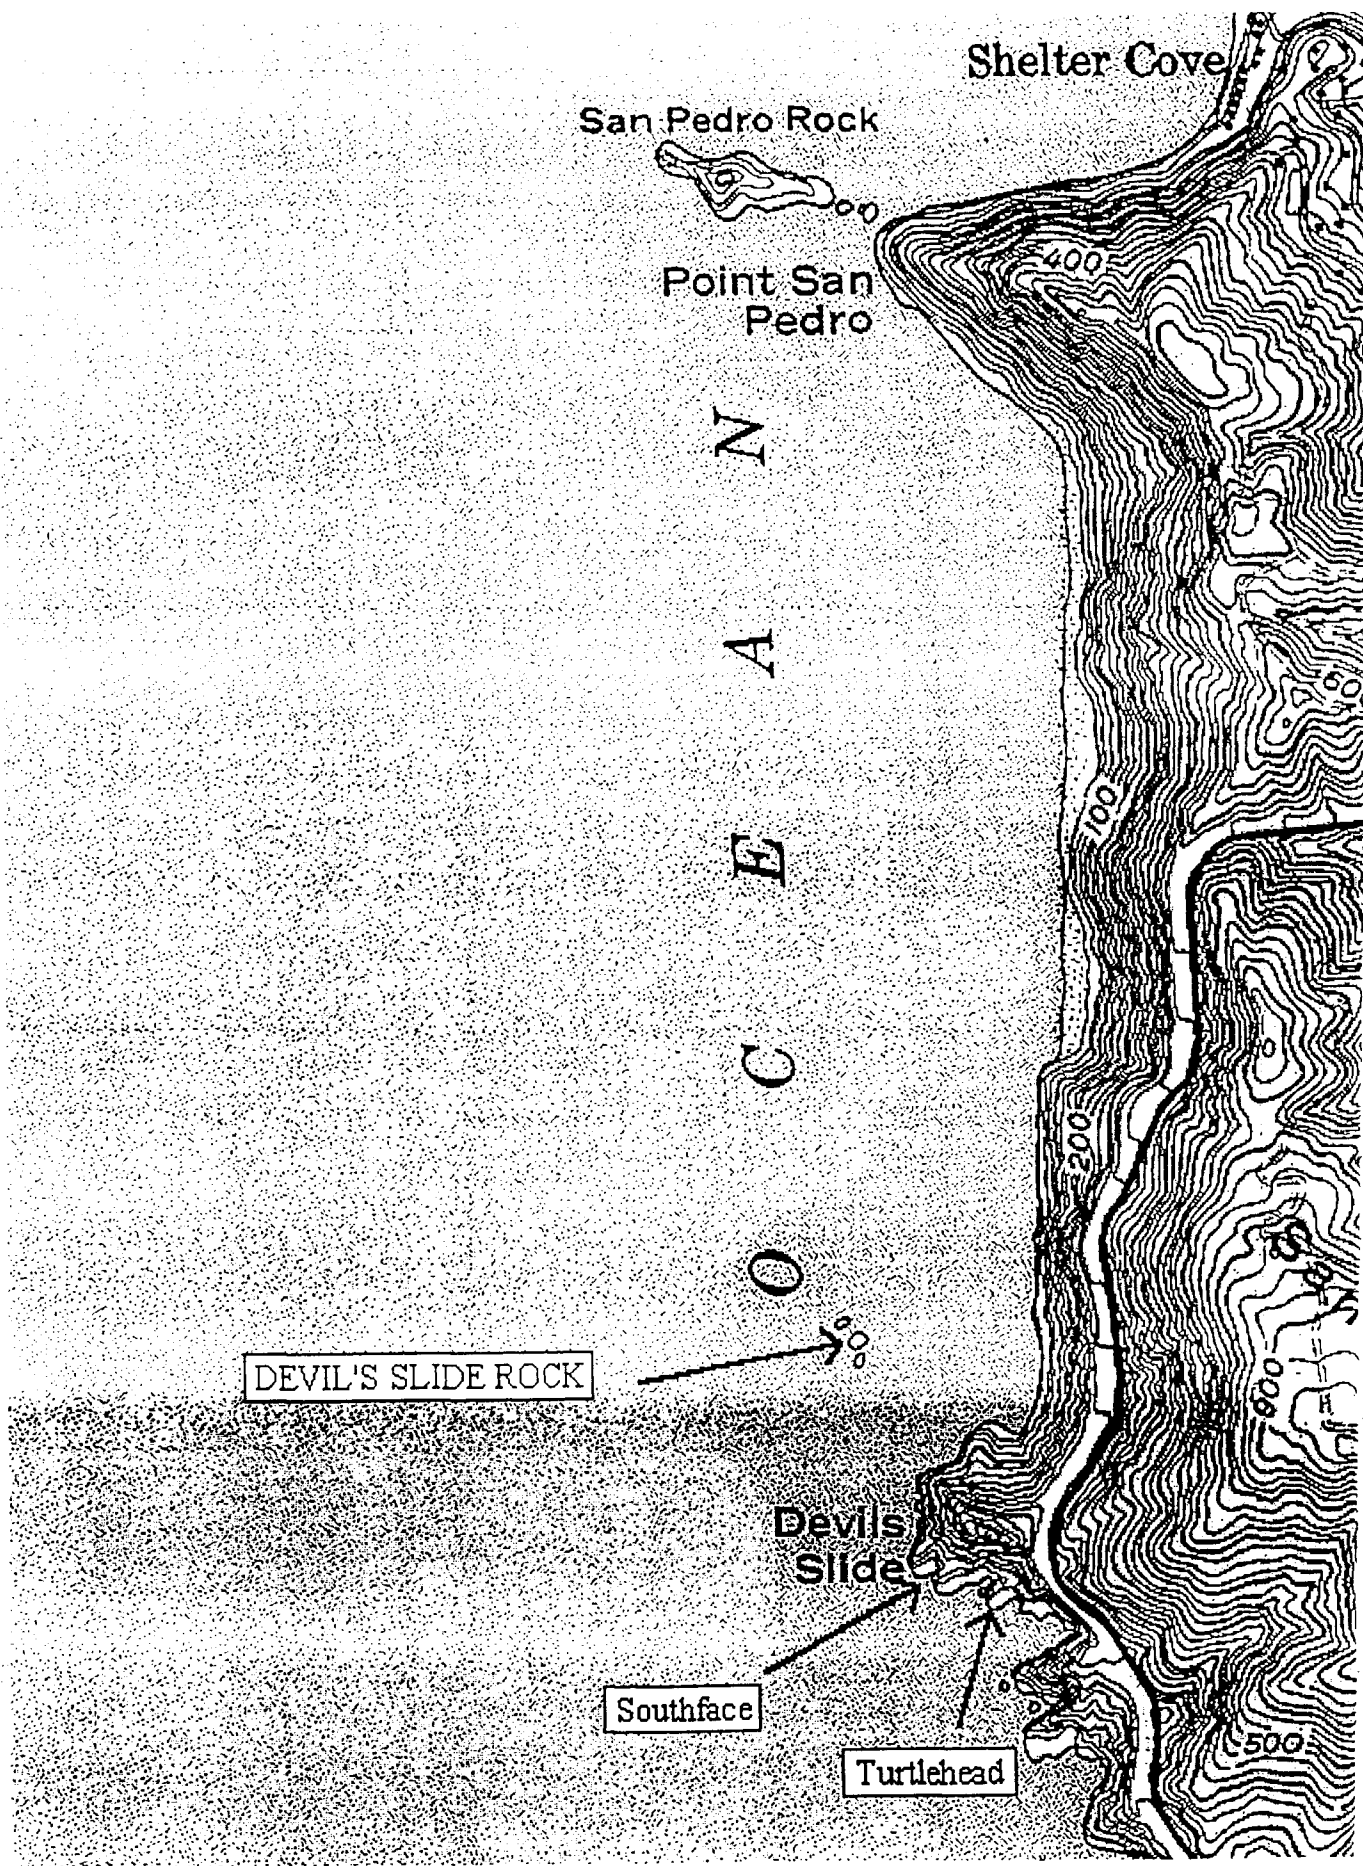 Shelter Cove
San Pedro Rock
400
Point San
Pedro
N
A
E
C
O
100
200
DEVIL'S SLIDE ROCK
900
Devils
Slide
Southface
Turtlehead
500